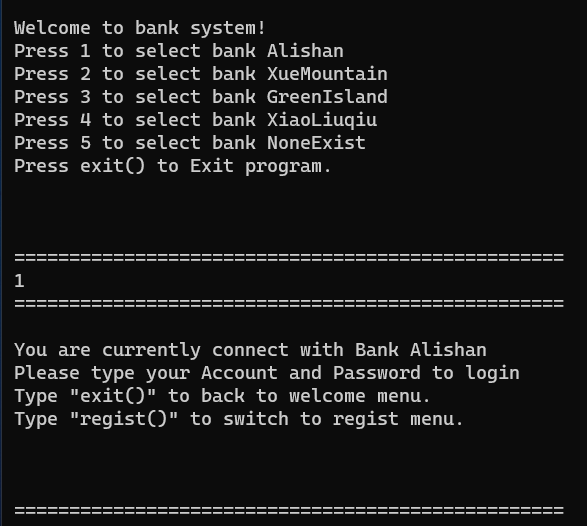 Welcome to bank system!
Press 1 to select bank Alishan
Press 2 to select bank XueMountain
Press 3 to select bank GreenIsland
Press 4 to select bank XiaoLiuqiu
Press 5 to select bank NoneExist
Press exit() to Exit program.
==================================================
1
==================================================
You are currently connect with Bank Alishan
Please type your Account and Password to login
Type "exit()" to back to welcome menu.
Type "regist()" to switch to regist menu.
==================================================